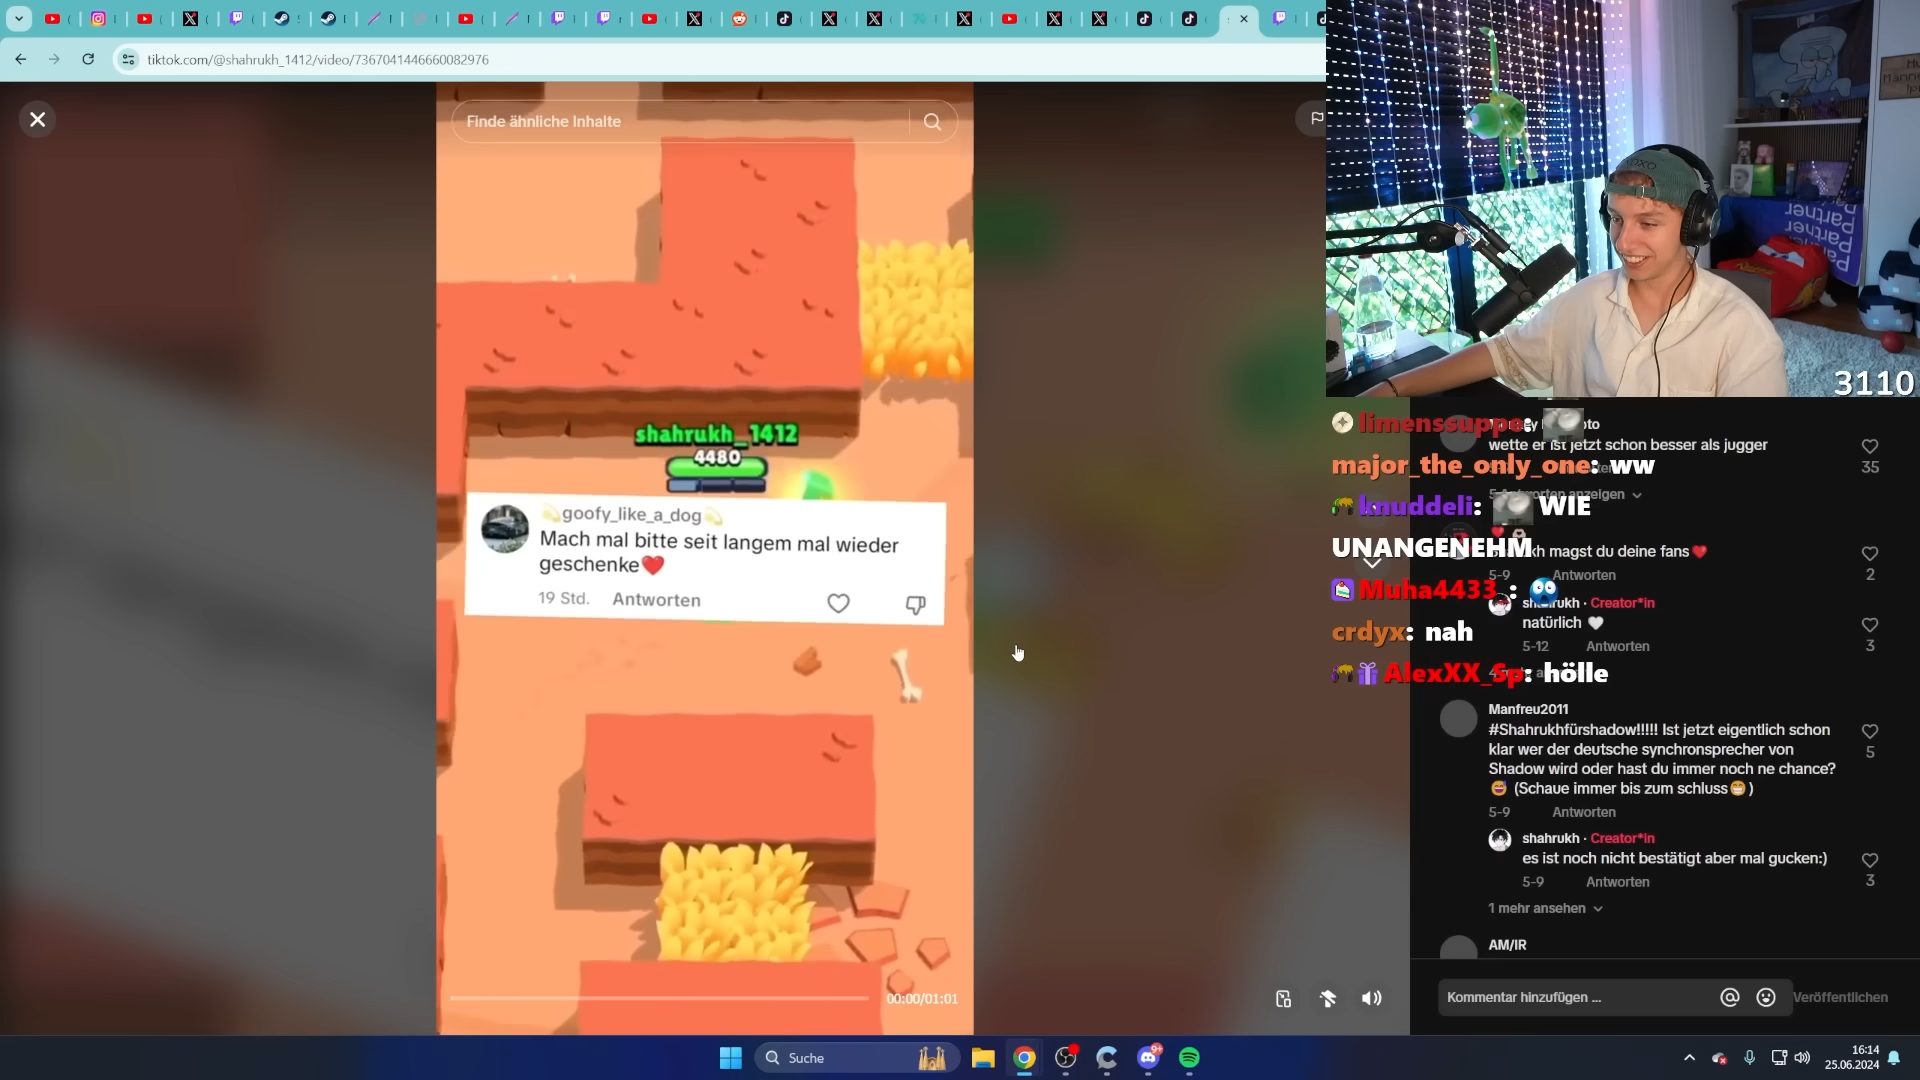 tiktok.com/@shahrukh_1412/video/7367041446660082976
Finde ähnliche Inhalte
shahrukh_1412
4480
goofy_like_a_dog
Mach mal bitte seit langem mal wieder
geschenke❤️
19 Std. Antworten
00:00/01:01
xoxo
Partner
Partner
Partner
3110
limenssuppe:
major_the_only_one: ww
knuddeli: WIE
UNANGENEHM
Muha4433 : 😨
crdyx: nah
AlexXX_Sp: hölle
wette er ist jetzt schon besser als jugger
35
magst du deine fans❤️
5-9 Antworten
2
shahrukh · Creator*in
natürlich 🤍
5-12 Antworten
3
Manfreu2011
#Shahrukhfürshadow!!!!! Ist jetzt eigentlich schon
klar wer der deutsche synchronsprecher von
Shadow wird oder hast du immer noch ne chance?
😅 (Schaue immer bis zum schluss😁)
5-9 Antworten
5
shahrukh · Creator*in
es ist noch nicht bestätigt aber mal gucken:)
5-9 Antworten
3
1 mehr ansehen
AM/IR
Kommentar hinzufügen ...
Veröffentlichen
Suche
9+
16:14
25.06.2024